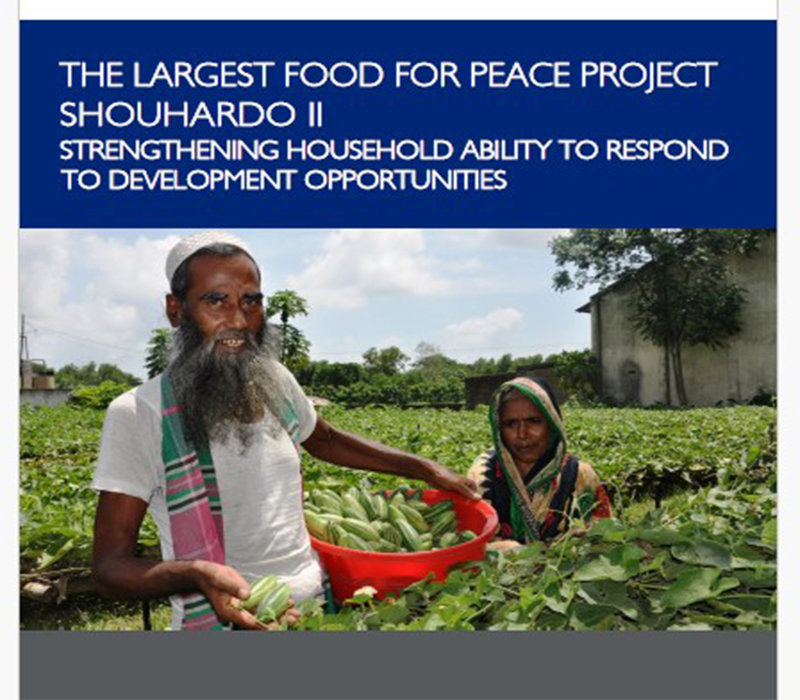 THE LARGEST FOOD FOR PEACE PROJECT
SHOUHARDO II
STRENGTHENING HOUSEHOLD ABILITY TO RESPOND
TO DEVELOPMENT OPPORTUNITIES